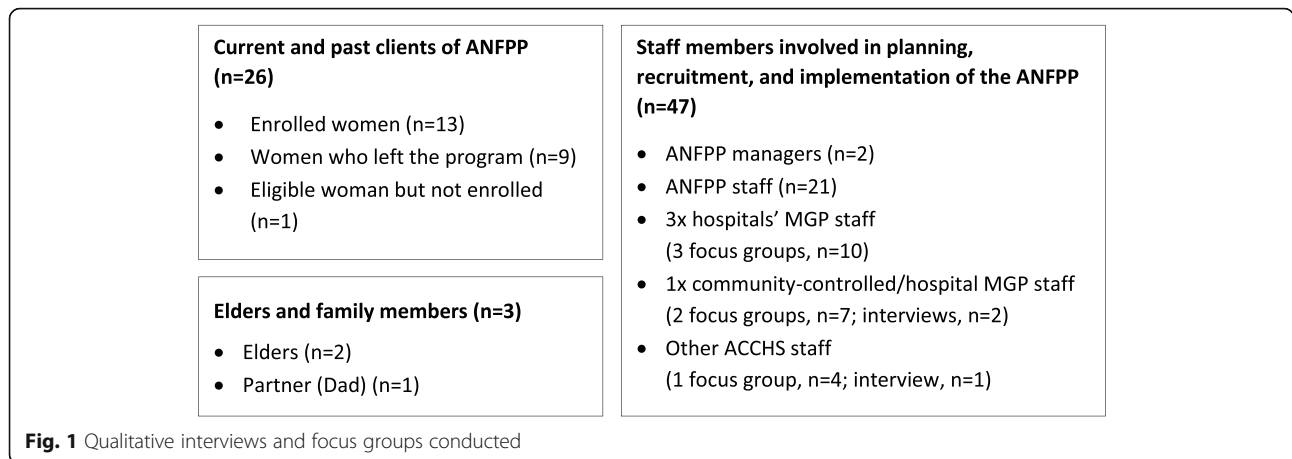 Current and past clients of ANFPP
(n=26)
• Enrolled women (n=13)
• Women who left the program (n=9)
• Eligible woman but not enrolled
(n=1)
Elders and family members (n=3)
• Elders (n=2)
• Partner (Dad) (n=1)
Staff members involved in planning,
recruitment, and implementation of the ANFPP
(n=47)
• ANFPP managers (n=2)
• ANFPP staff (n=21)
• 3x hospitals’ MGP staff
(3 focus groups, n=10)
• 1x community-controlled/hospital MGP staff
(2 focus groups, n=7; interviews, n=2)
• Other ACCHS staff
(1 focus group, n=4; interview, n=1)
Fig. 1 Qualitative interviews and focus groups conducted